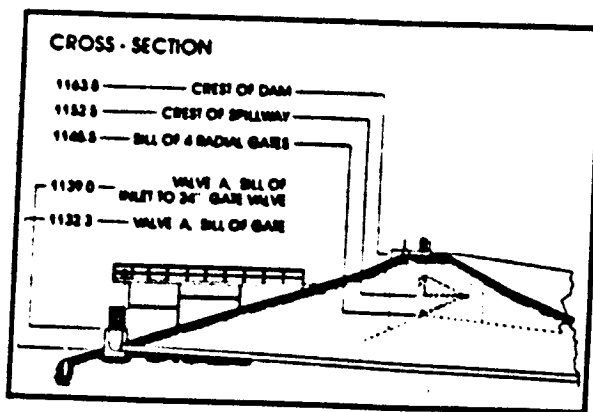 CROSS - SECTION
1163.8 CREST OF DAM
1152.5 CREST OF SPILLWAY
1146.5 SILL OF 4 RADIAL GATES
1139.0 VALVE A, SILL OF
INLET TO 24" GATE VALVE
1132.3 VALVE A, SILL OF GATE